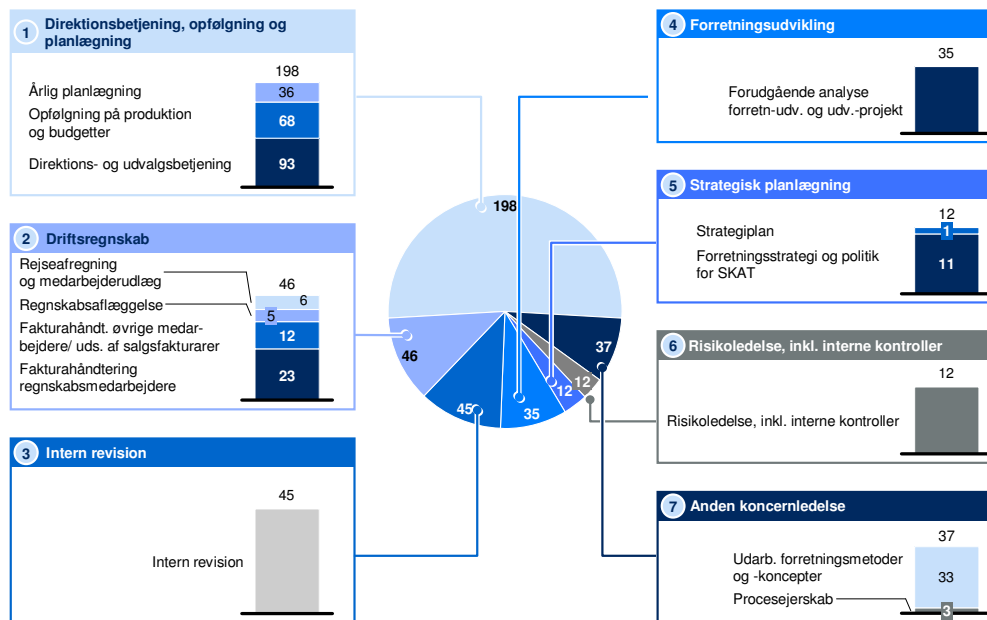 1 Direktionsbetjening, opfølgning og
planlægning
198
Årlig planlægning 36
Opfølgning på produktion
og budgetter 68
Direktions- og udvalgsbetjening 93
2 Driftsregnskab
Rejseafregning
og medarbejderudlæg
46
6
Regnskabsaflæggelse 5
Fakturahåndt. øvrige medar-
bejdere/ uds. af salgsfakturarer 12
Fakturahåndtering
regnskabsmedarbejdere 23
3 Intern revision
45
Intern revision
198
46
45
35
12
12
37
4 Forretningsudvikling
35
Forudgående analyse
forretn-udv. og udv.-projekt
5 Strategisk planlægning
12
Strategiplan 1
Forretningsstrategi og politik
for SKAT 11
6 Risikoledelse, inkl. interne kontroller
12
Risikoledelse, inkl. interne kontroller
7 Anden koncernledelse
37
Udarb. forretningsmetoder
og -koncepter 33
Procesejerskab 3